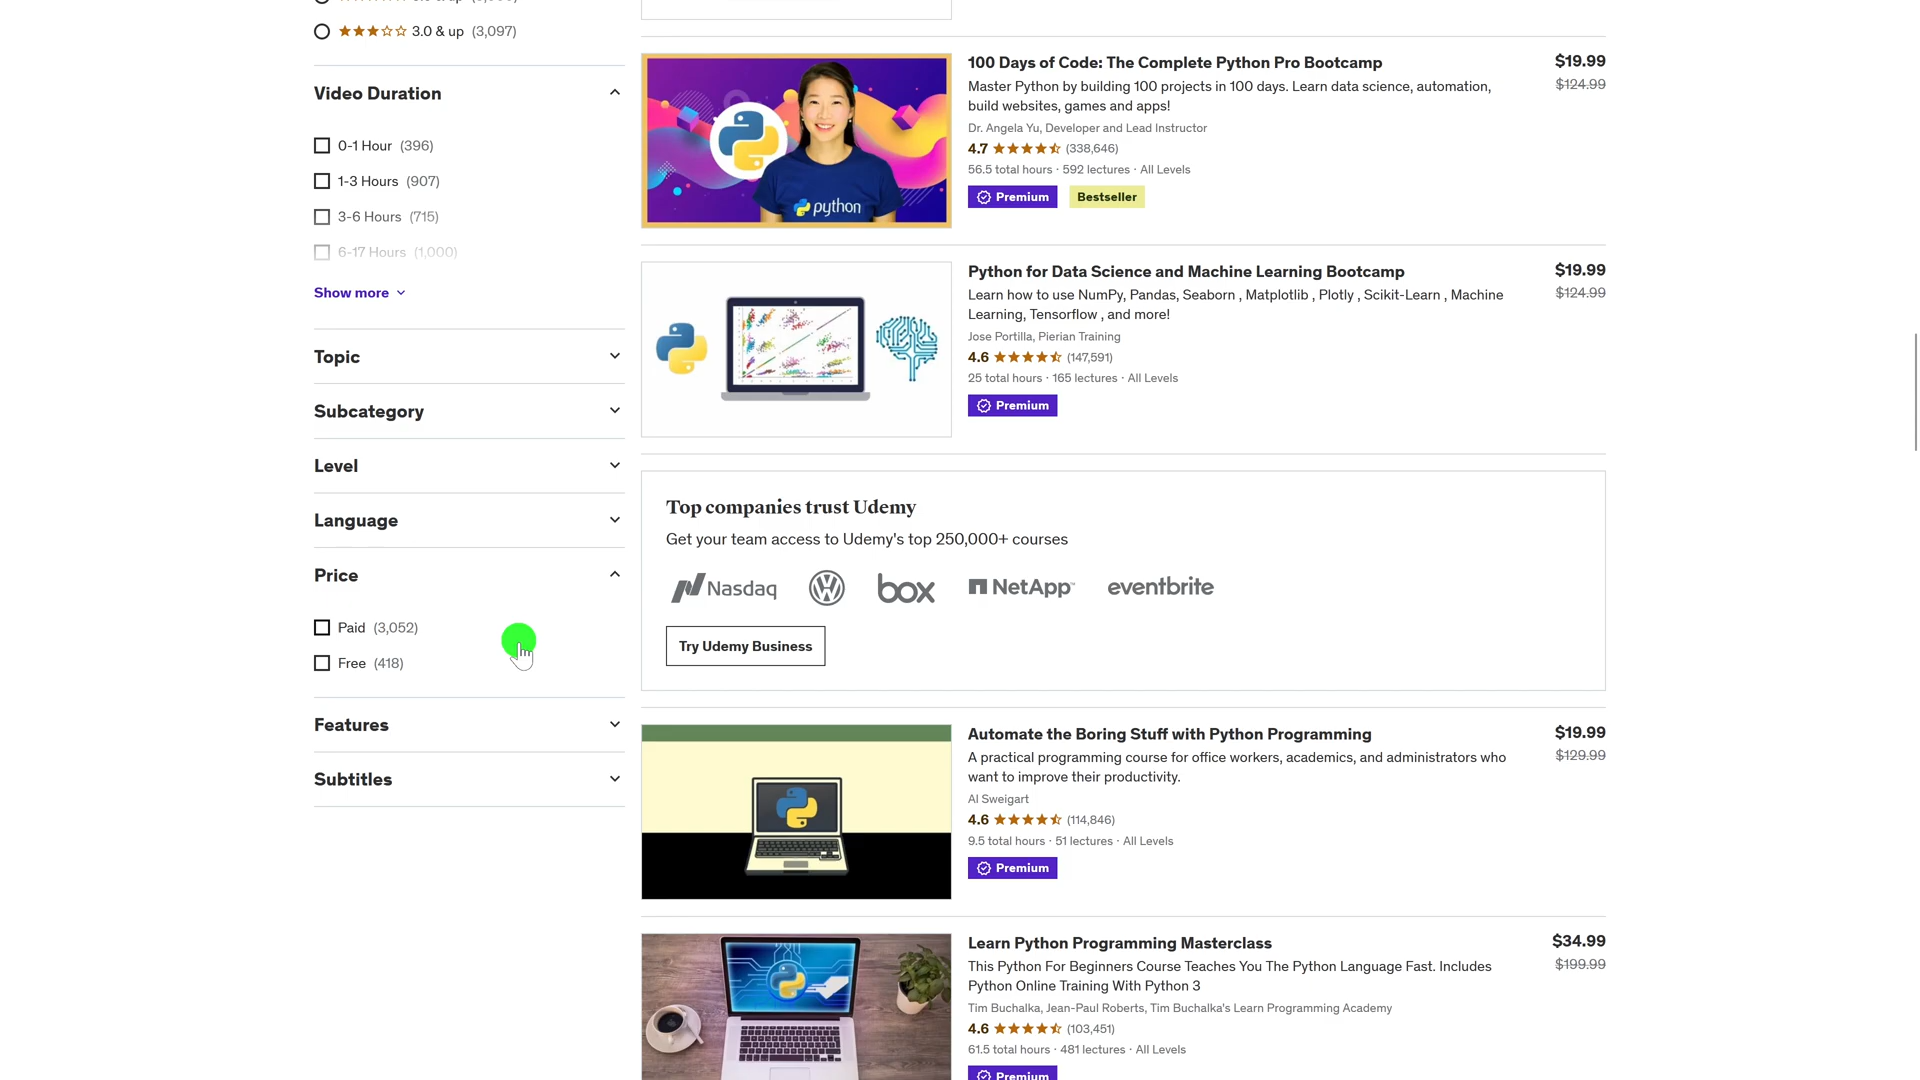 3.0 & up (3,097)
Video Duration
0-1 Hour (396)
1-3 Hours (907)
3-6 Hours (715)
6-17 Hours (1,000)
Show more
Topic
Subcategory
Level
Language
Price
Paid (3,052)
Free (418)
Features
Subtitles
python
100 Days of Code: The Complete Python Pro Bootcamp
$19.99
Master Python by building 100 projects in 100 days. Learn data science, automation,
$124.99
build websites, games and apps!
Dr. Angela Yu, Developer and Lead Instructor
4.7 (338,646)
56.5 total hours · 592 lectures · All Levels
Premium Bestseller
Python for Data Science and Machine Learning Bootcamp
$19.99
Learn how to use NumPy, Pandas, Seaborn , Matplotlib , Plotly , Scikit-Learn , Machine
$124.99
Learning, Tensorflow , and more!
Jose Portilla, Pierian Training
4.6 (147,591)
25 total hours · 165 lectures · All Levels
Premium
Top companies trust Udemy
Get your team access to Udemy's top 250,000+ courses
Nasdaq box NetApp eventbrite
Try Udemy Business
Automate the Boring Stuff with Python Programming
$19.99
A practical programming course for office workers, academics, and administrators who
$129.99
want to improve their productivity.
Al Sweigart
4.6 (114,846)
9.5 total hours · 51 lectures · All Levels
Premium
Learn Python Programming Masterclass
$34.99
This Python For Beginners Course Teaches You The Python Language Fast. Includes
$199.99
Python Online Training With Python 3
Tim Buchalka, Jean-Paul Roberts, Tim Buchalka's Learn Programming Academy
4.6 (103,451)
61.5 total hours · 481 lectures · All Levels
Premium